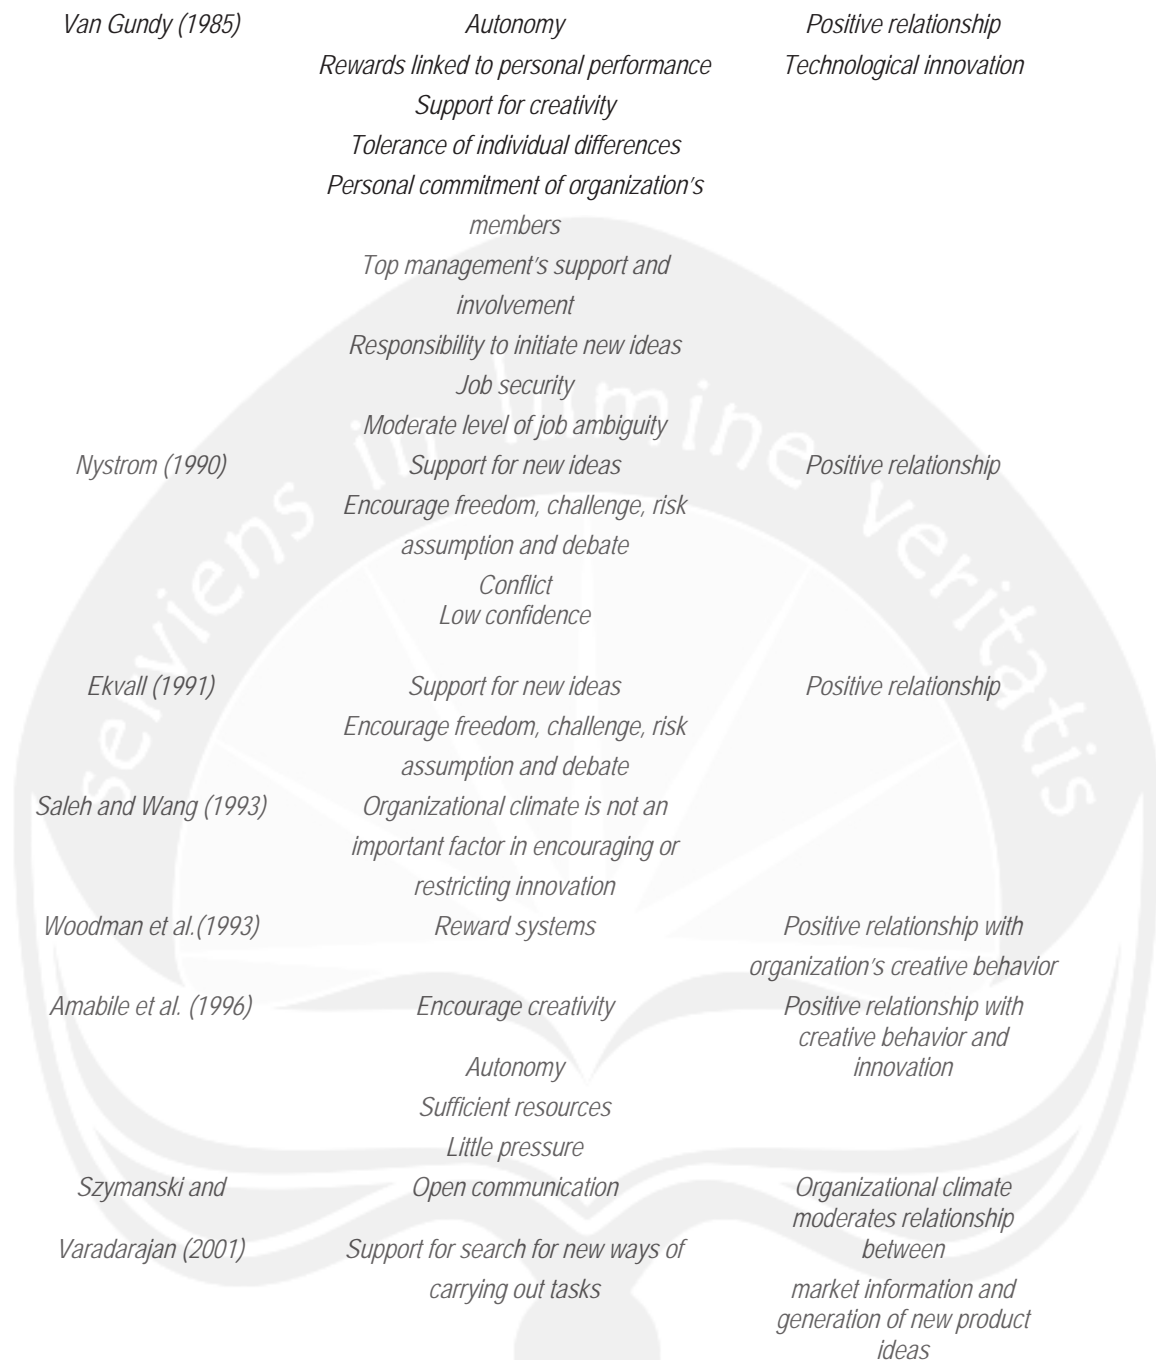 Van Gundy (1985) Autonomy Positive relationship
Rewards linked to personal performance Technological innovation
Support for creativity
Tolerance of individual differences
Personal commitment of organization's
members
Top management's support and
involvement
Responsibility to initiate new ideas
Job security
Moderate level of job ambiguity
Nystrom (1990) Support for new ideas Positive relationship
Encourage freedom, challenge, risk
assumption and debate
Conflict
Low confidence
Ekvall (1991) Support for new ideas Positive relationship
Encourage freedom, challenge, risk
assumption and debate
Saleh and Wang (1993) Organizational climate is not an
important factor in encouraging or
restricting innovation
Woodman et al.(1993) Reward systems Positive relationship with
organization's creative behavior
Amabile et al. (1996) Encourage creativity Positive relationship with
creative behavior and
Autonomy innovation
Sufficient resources
Little pressure
Szymanski and Open communication Organizational climate
moderates relationship
Varadarajan (2001) Support for search for new ways of between
carrying out tasks market information and
generation of new product
ideas
serviens in lumine veritatis